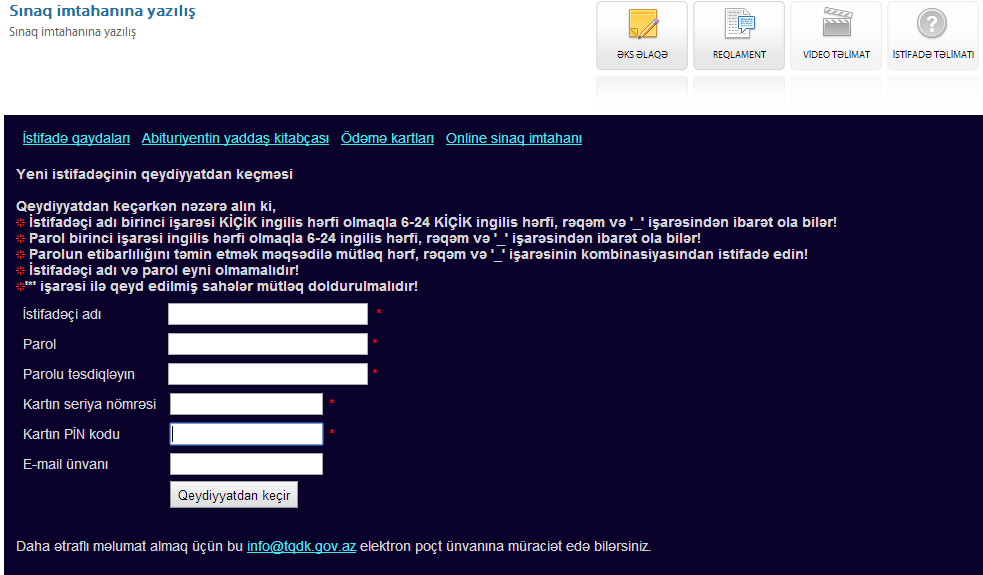 Sınaq imtahanına yazılış
Sınaq imtahanına yazılış
ƏKS ƏLAQƏ
REQLAMENT
VİDEO TƏLİMAT
İSTİFADƏ TƏLİMATI
İstifadə qaydaları Abituriyentin yaddaş kitabçası Ödəmə kartları Online sinaq imtahanı
Yeni istifadəçinin qeydiyyatdan keçməsi
Qeydiyyatdan keçərkən nəzərə alın ki,
İstifadəçi adı birinci işarəsi KİÇİK ingilis hərfi olmaqla 6-24 KİÇİK ingilis hərfi, rəqəm və '_' işarəsindən ibarət ola bilər!
Parol birinci işarəsi ingilis hərfi olmaqla 6-24 ingilis hərfi, rəqəm və '_' işarəsindən ibarət ola bilər!
Parolun etibarlılığını təmin etmək məqsədilə mütləq hərf, rəqəm və '_' işarəsinin kombinasiyasından istifadə edin!
İstifadəçi adı və parol eyni olmamalıdır!
'*' işarəsi ilə qeyd edilmiş sahələr mütləq doldurulmalıdır!
İstifadəçi adı *
Parol *
Parolu təsdiqləyın *
Kartın seriya nömrəsi *
Kartın PİN kodu *
E-mail ünvanı
Qeydiyyatdan keçir
Daha ətraflı məlumat almaq üçün bu info@tqdk.gov.az elektron poçt ünvanına müraciət edə bilərsiniz.